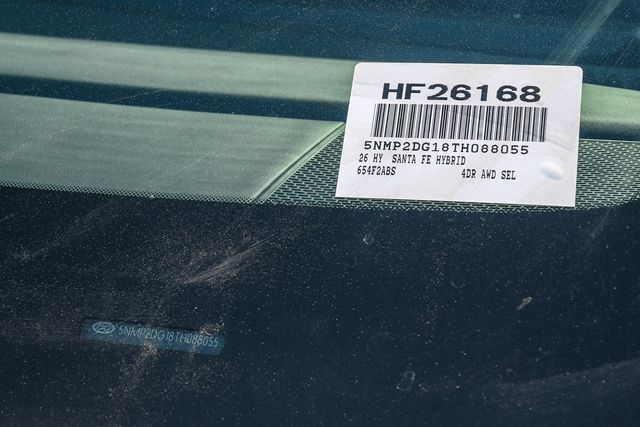 HF26168
5NMP2DG18TH088055
26 HY SANTA FE HYBRID
654F2ABS 4DR AWD SEL
5NMP2DG18TH088055